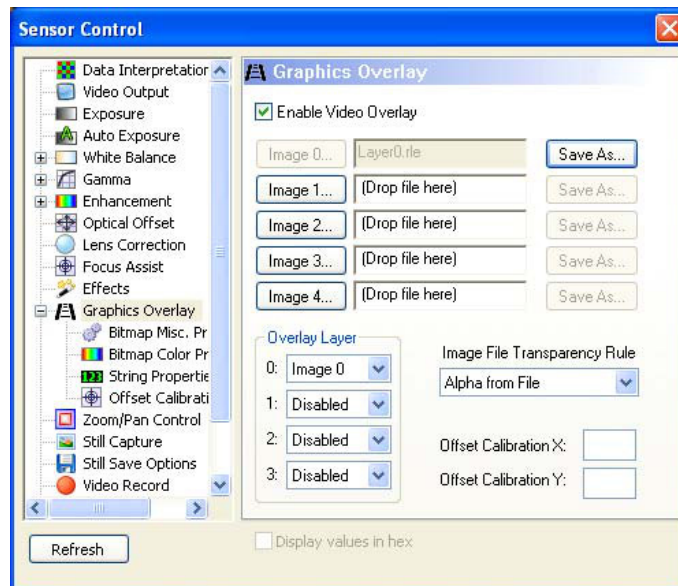 Sensor Control
Data Interpretation
Video Output
Exposure
Auto Exposure
White Balance
Gamma
Enhancement
Optical Offset
Lens Correction
Focus Assist
Effects
Graphics Overlay
Bitmap Misc. Pr
Bitmap Color Pr
123 String Propertie
Offset Calibrati
Zoom/Pan Control
Still Capture
Still Save Options
Video Record
Refresh
Graphics Overlay
Enable Video Overlay
Image 0... Layer0.rle Save As...
Image 1... (Drop file here) Save As...
Image 2... (Drop file here) Save As...
Image 3... (Drop file here) Save As...
Image 4... (Drop file here) Save As...
Overlay Layer
0: Image 0
1: Disabled
2: Disabled
3: Disabled
Image File Transparency Rule
Alpha from File
Offset Calibration X:
Offset Calibration Y:
Display values in hex